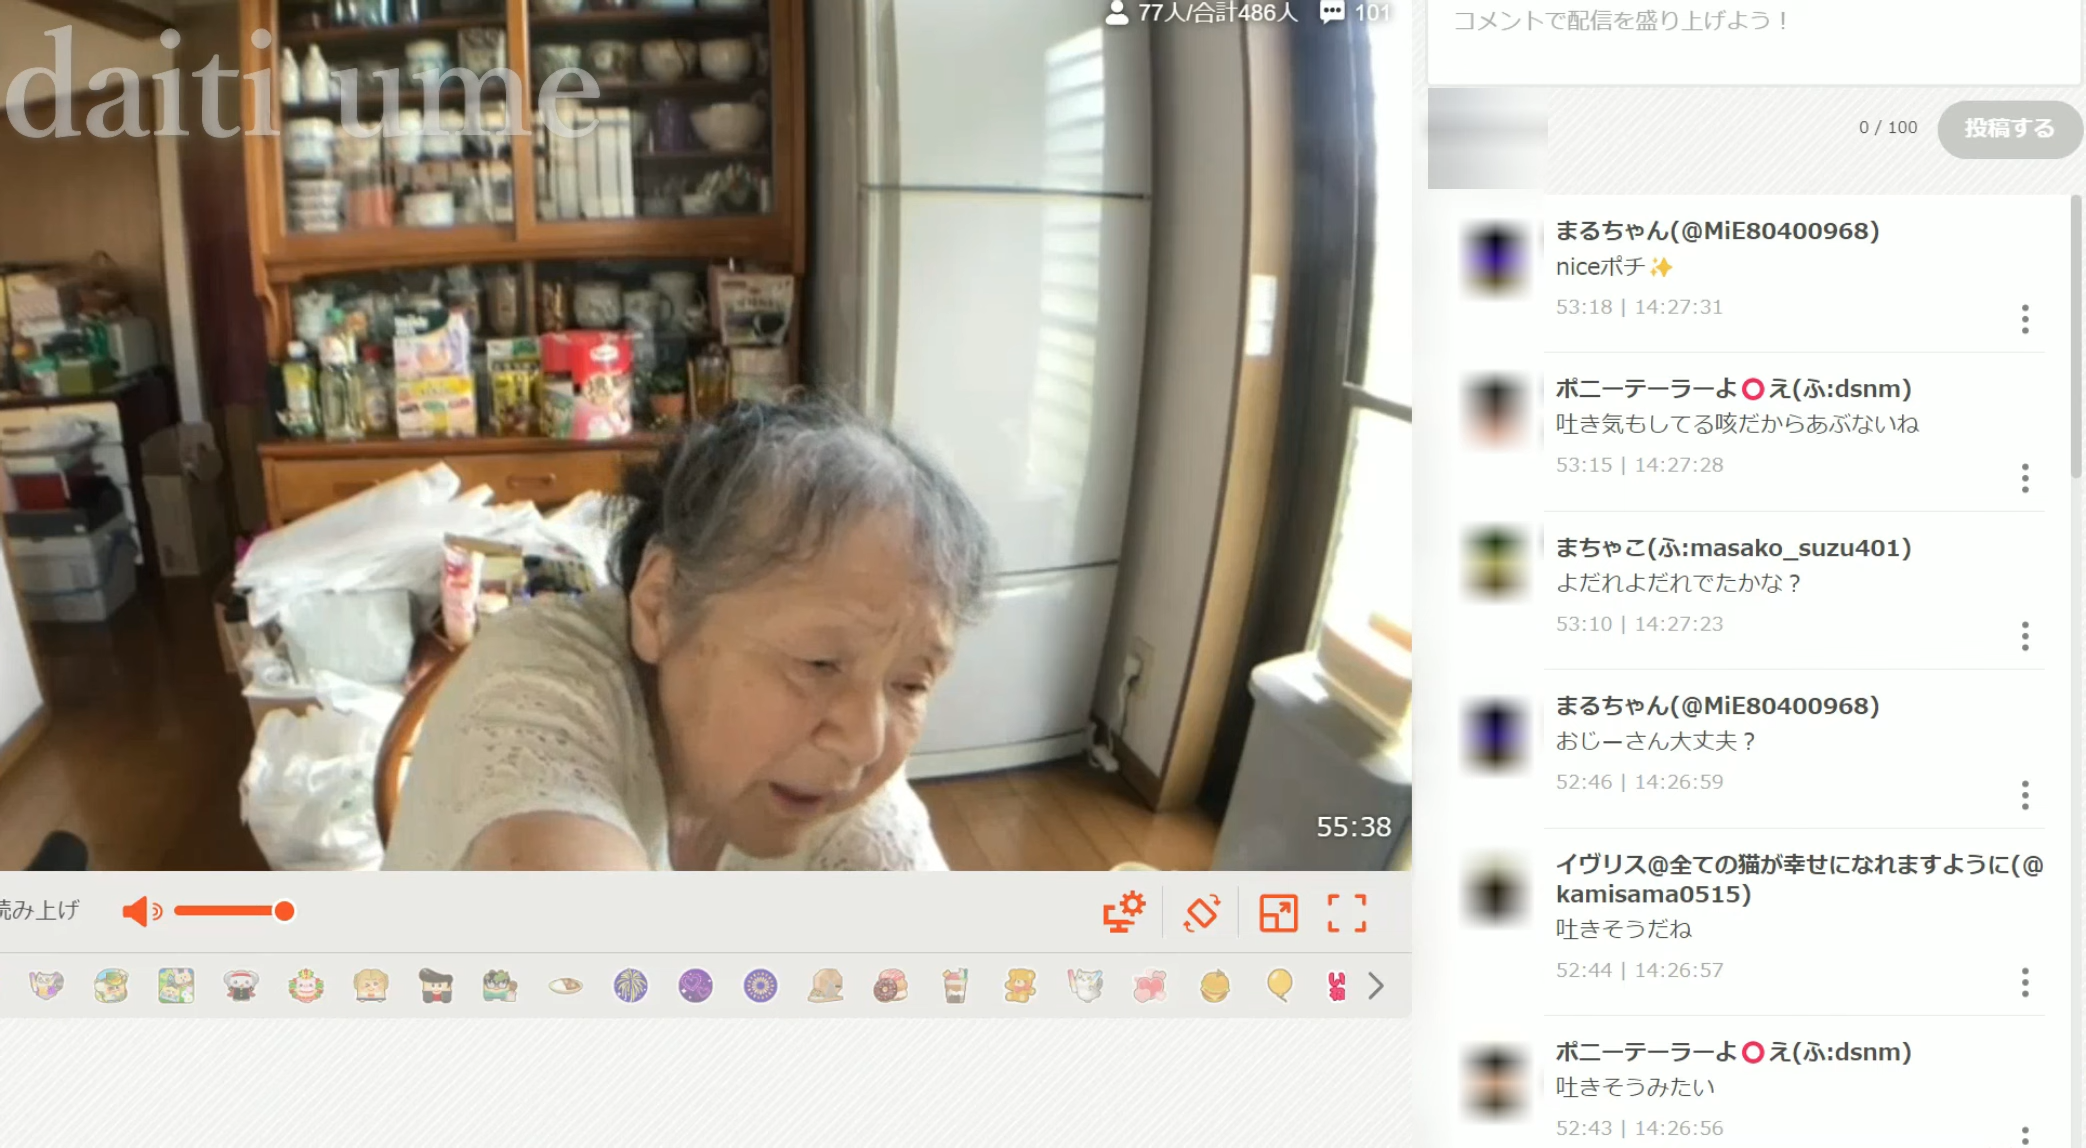 daiti ume
77人/合計486人 101
55:38
読み上げ
コメントで配信を盛り上げよう！
0 / 100 投稿する
まるちゃん(@MiE80400968)
niceポチ✨
53:18 | 14:27:31
ポニーテーラーよ⭕え(ふ:dsnm)
吐き気もしてる咳だからあぶないね
53:15 | 14:27:28
まちゃこ(ふ:masako_suzu401)
よだれよだれでたかな？
53:10 | 14:27:23
まるちゃん(@MiE80400968)
おじーさん大丈夫？
52:46 | 14:26:59
イヴリス@全ての猫が幸せになれますように(@
kamisama0515)
吐きそうだね
52:44 | 14:26:57
ポニーテーラーよ⭕え(ふ:dsnm)
吐きそうみたい
52:43 | 14:26:56